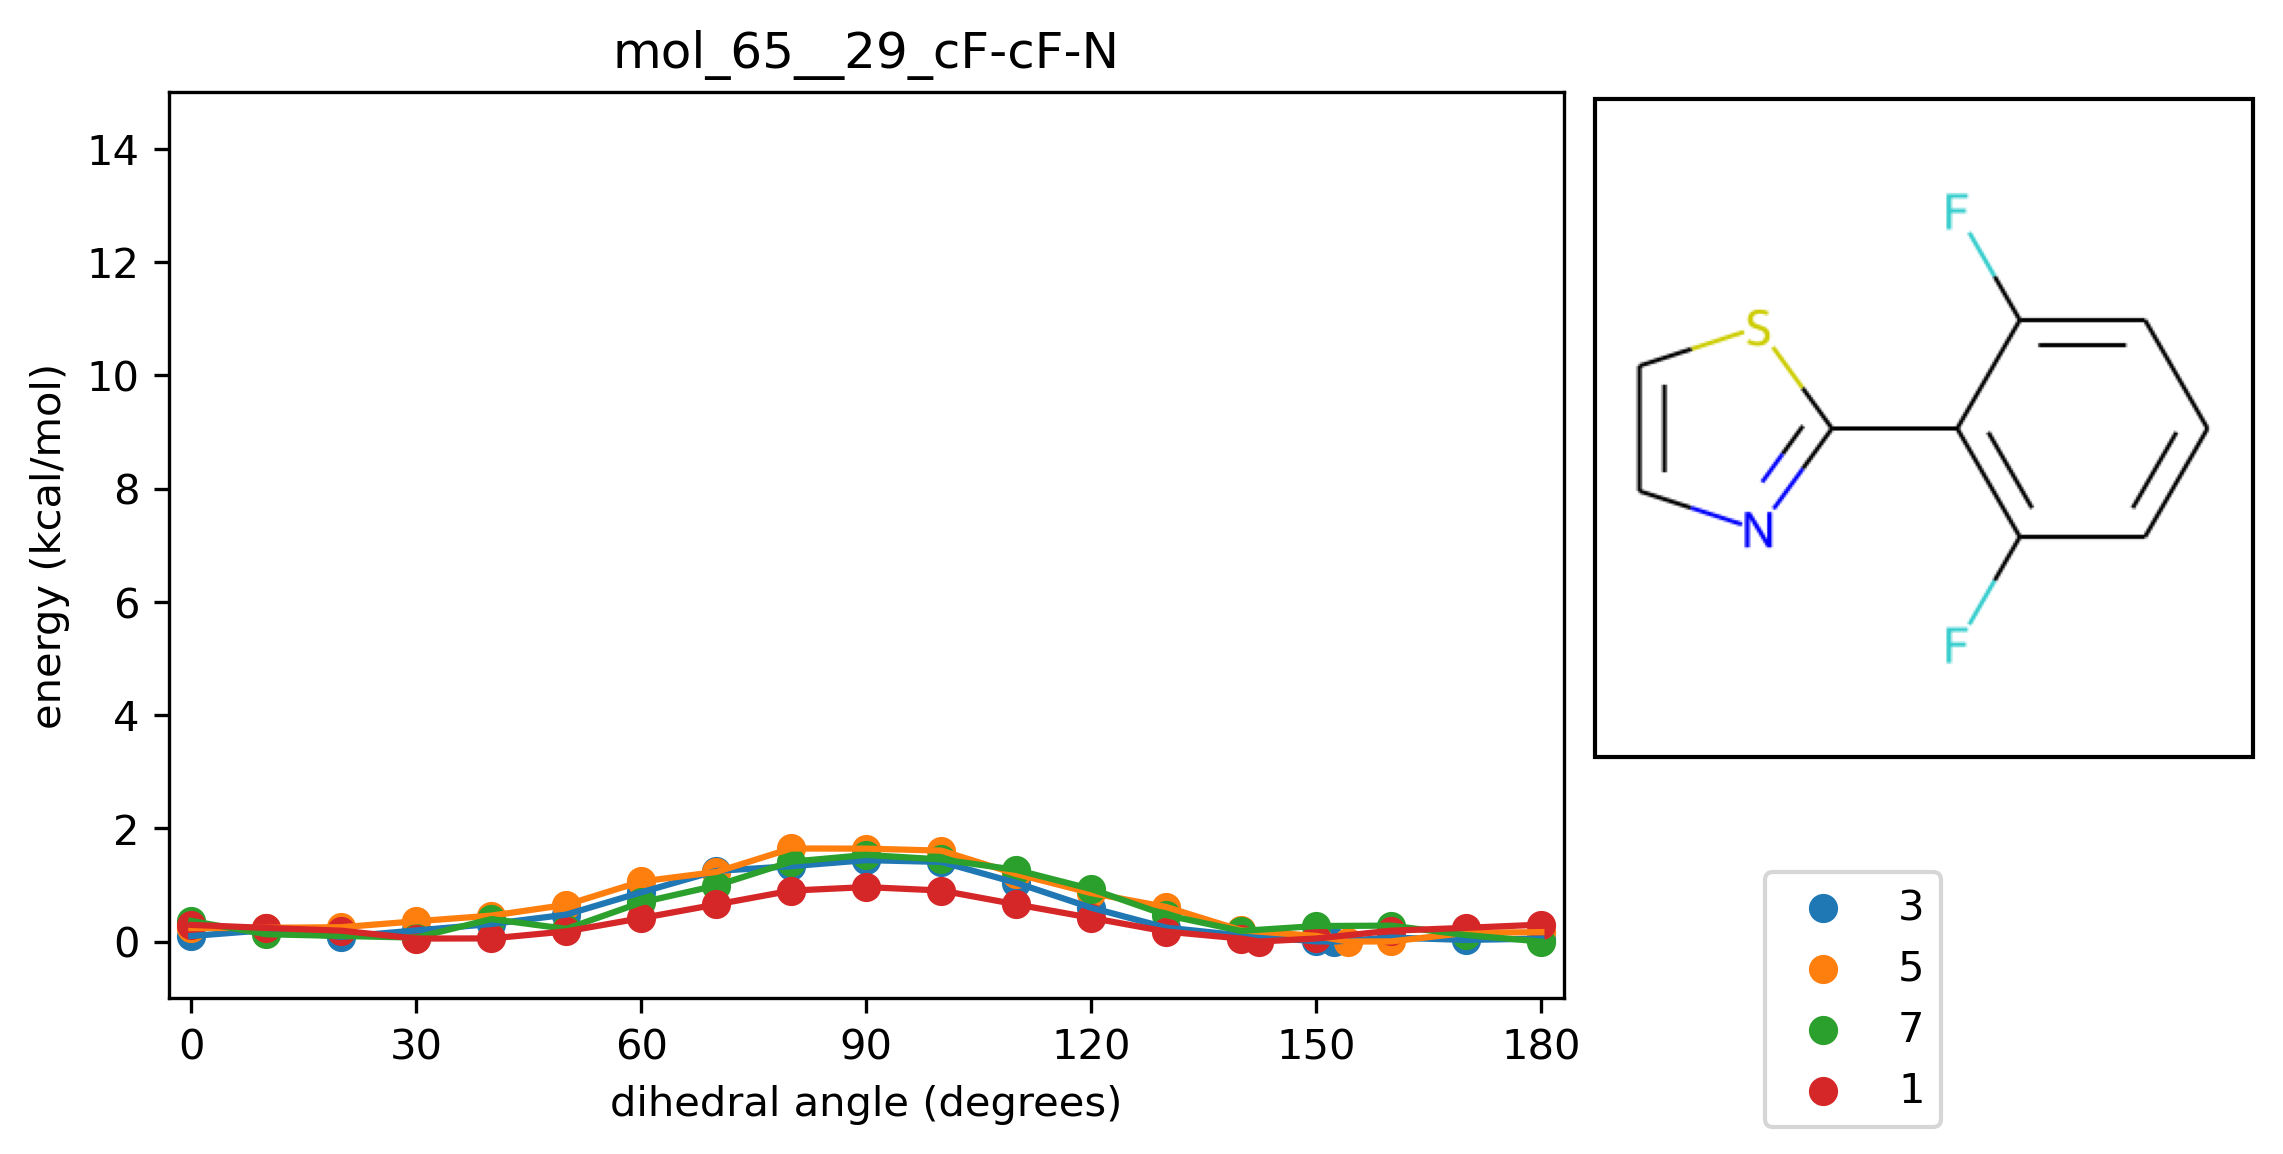 mol_65__29_cF-cF-N
energy (kcal/mol)
14
12
10
8
6
4
2
0
0 30 60 90 120 150 180
dihedral angle (degrees)
F
S
N
F
3
5
7
1